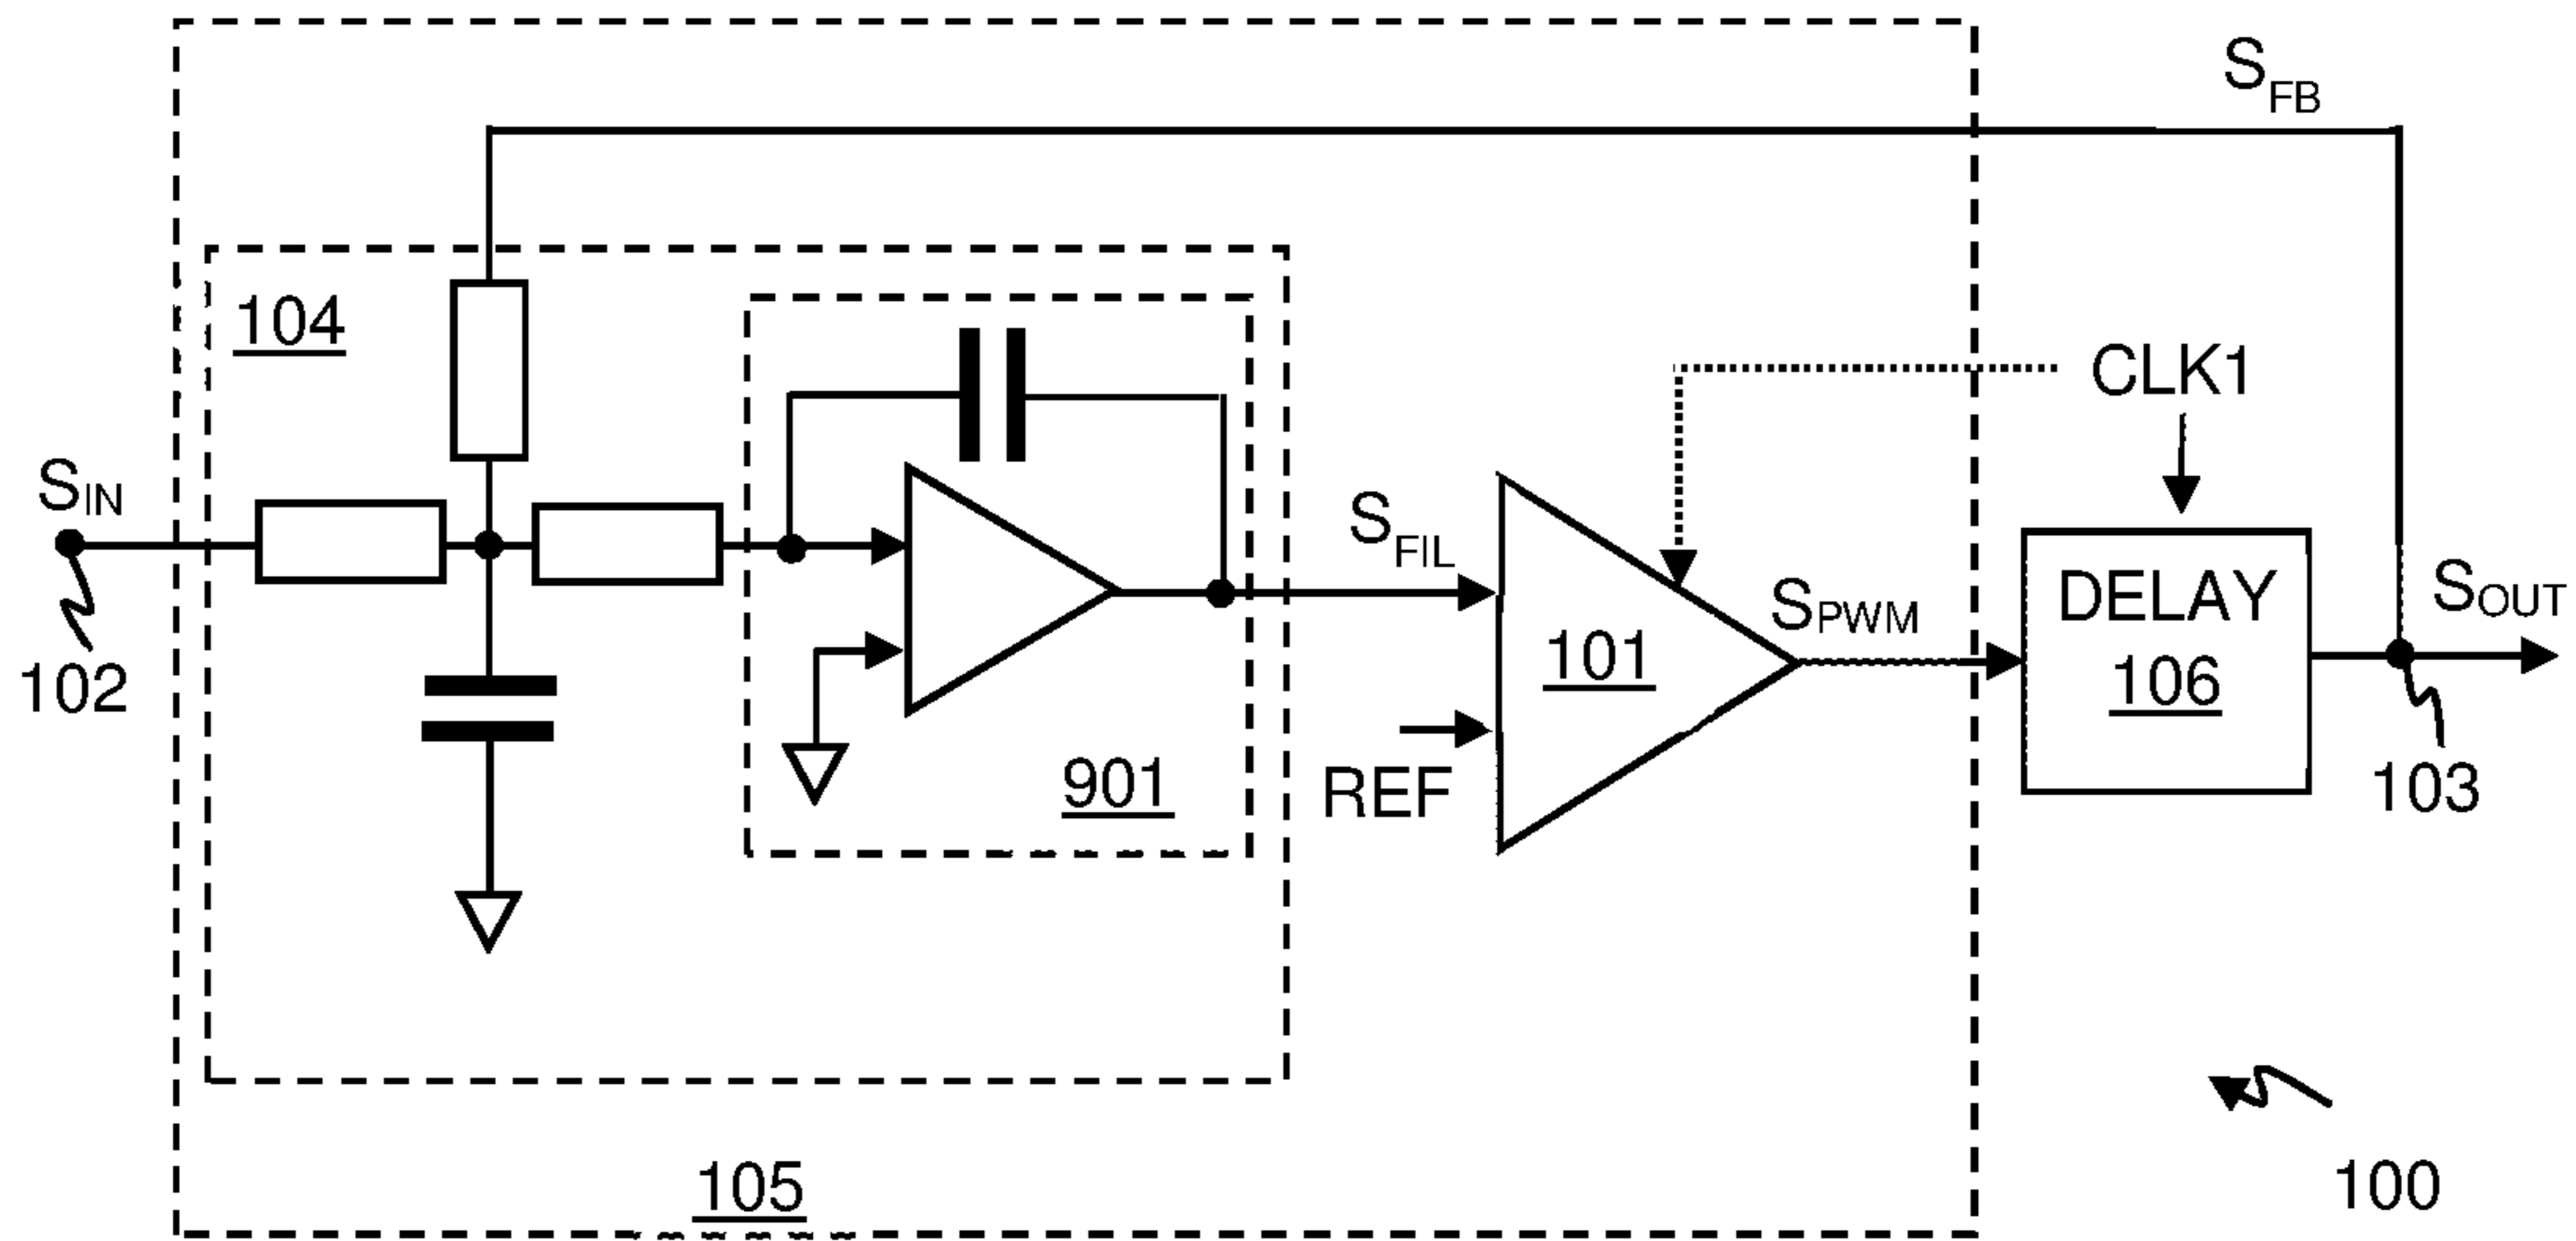 S_FB
104
CLK1
S_IN
S_FIL
S_PWM
DELAY
106
S_OUT
102
101
REF
901
103
105
100